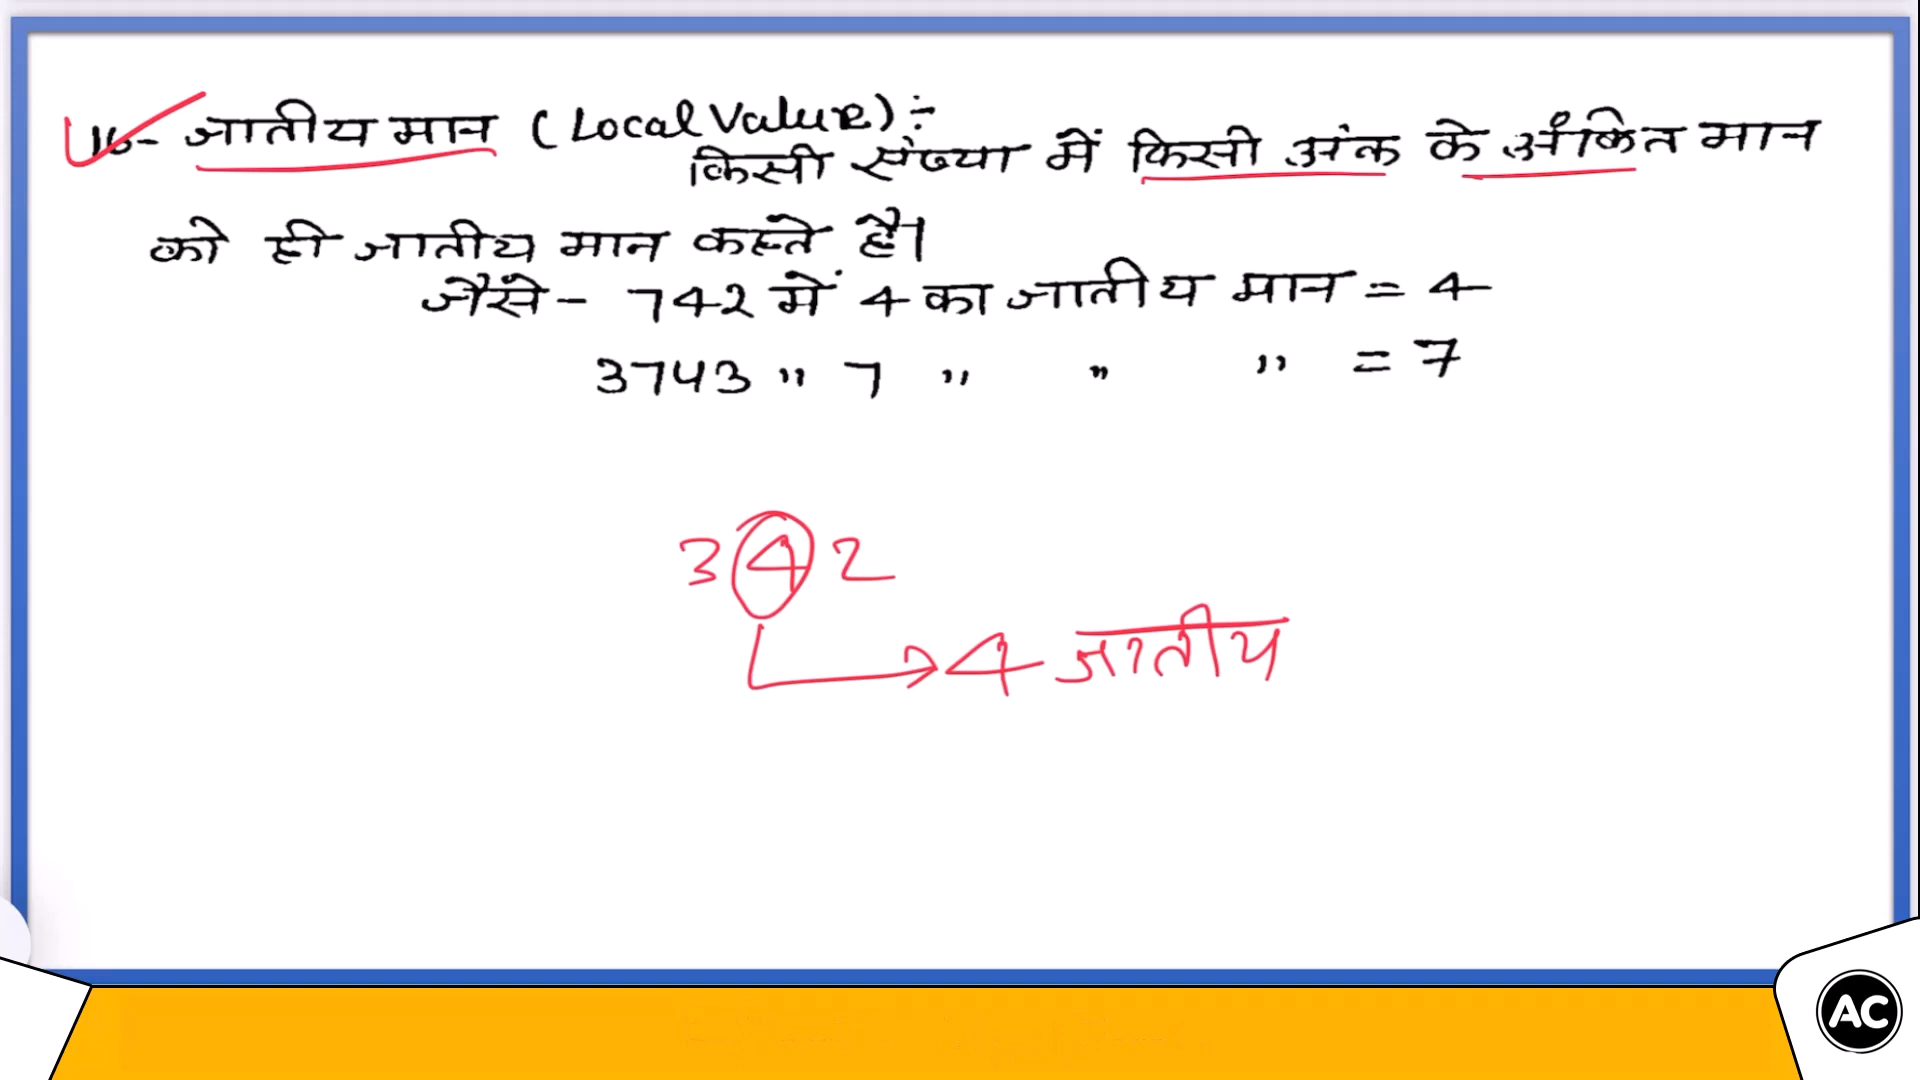 16- जातीय मान (Local Value) :-
किसी संख्या में किसी अंक के अंकित मान
को ही जातीय मान कहते है।
जैसे - 742 में 4 का जातीय मान = 4
3743 " 7 " " " = 7
342
4 जातीय
AC